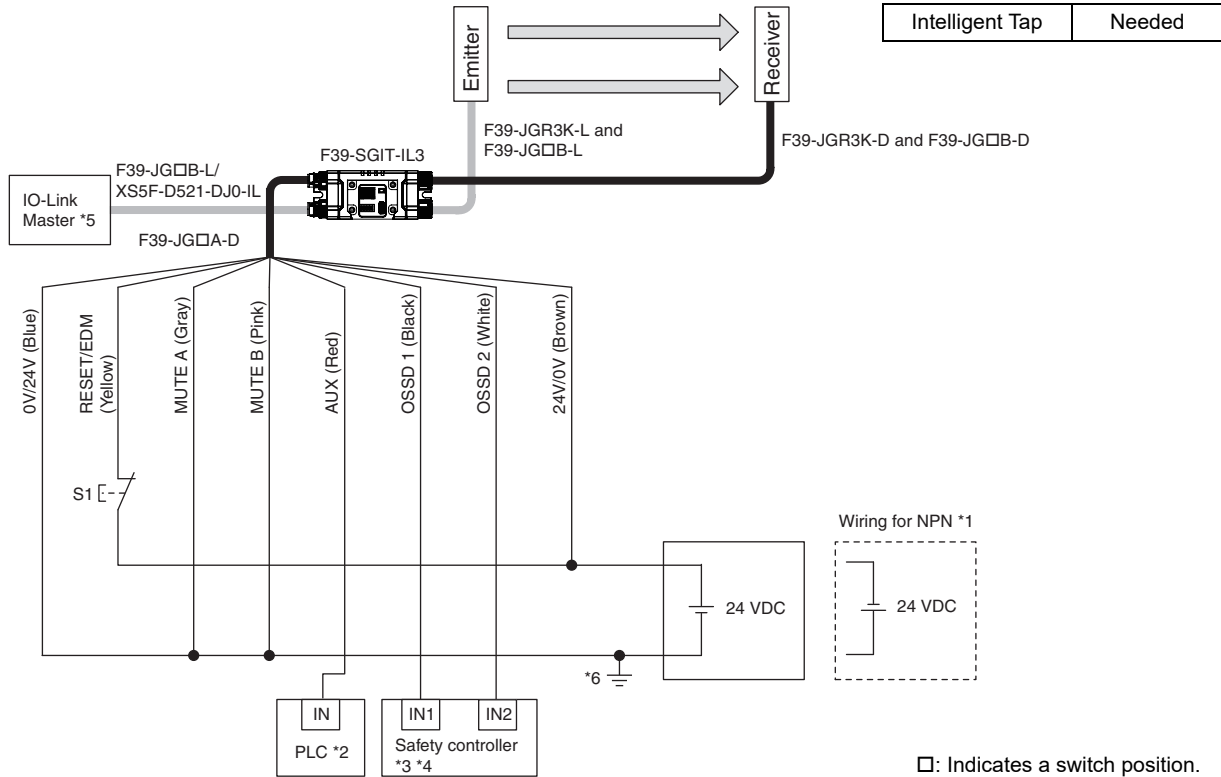 Intelligent Tap Needed
Emitter
Receiver
F39-JGR3K-L and
F39-JG□B-L
F39-JGR3K-D and F39-JG□B-D
F39-SGIT-IL3
F39-JG□B-L/
XS5F-D521-DJ0-IL
IO-Link
Master *5
F39-JG□A-D
0V/24V (Blue)
RESET/EDM
(Yellow)
MUTE A (Gray)
MUTE B (Pink)
AUX (Red)
OSSD 1 (Black)
OSSD 2 (White)
24V/0V (Brown)
S1
Wiring for NPN *1
24 VDC
24 VDC
*6
IN
PLC *2
IN1
IN2
Safety controller
*3 *4
□: Indicates a switch position.